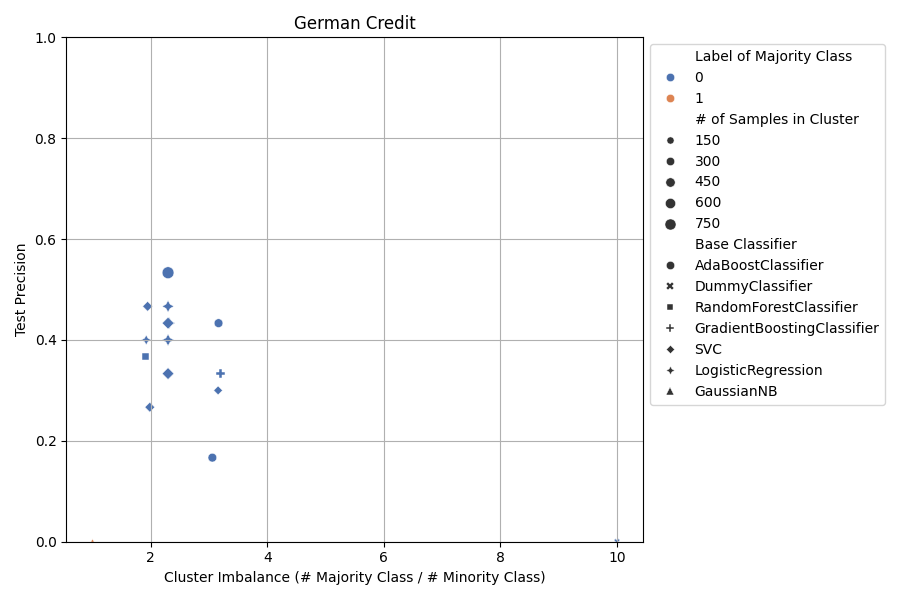 German Credit
1.0
0.8
0.6
0.4
0.2
0.0
Test Precision
2
4
6
8
10
Cluster Imbalance (# Majority Class / # Minority Class)
Label of Majority Class
0
1
# of Samples in Cluster
150
300
450
600
750
Base Classifier
AdaBoostClassifier
DummyClassifier
RandomForestClassifier
GradientBoostingClassifier
SVC
LogisticRegression
GaussianNB